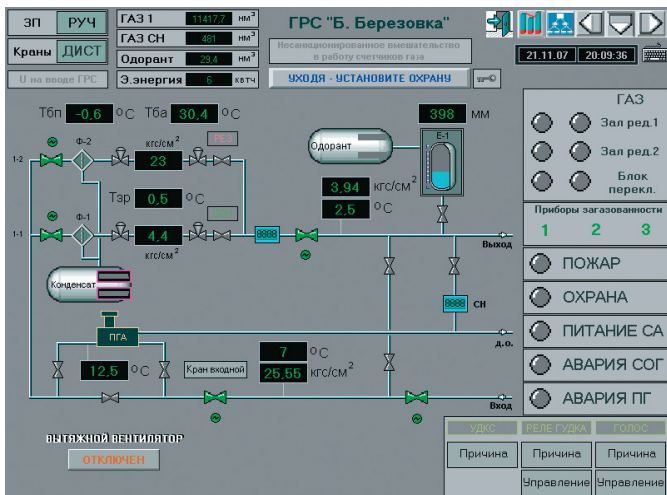 ЗП РУЧ
Краны ДИСТ
U на вводе ГРС
ГАЗ 1 11417,7 нм³
ГАЗ СН 481 нм³
Одорант 29,4 нм³
Э.энергия 6 кВтч
ГРС "Б. Березовка"
Несанкционированное вмешательство
в работу счетчиков газа
УХОДЯ - УСТАНОВИТЕ ОХРАНУ
21.11.07 20:09:36
Тбп -0,6 °С Тба 30,4 °С
398 мм
Ф-2
кгс/см²
РЕЗ
1-2
23
Одорант
Е-1
Тзр 0,5 °С
3,94 кгс/см²
2,5 °С
Ф-1
1-1
4,4
кгс/см²
8888
Выход
Конденсат
8888 СН
ПГА
д.о.
12,5 °С
Кран входной
7 °С
25,55 кгс/см²
Вход
ВЫТЯЖНОЙ ВЕНТИЛЯТОР
ОТКЛЮЧЕН
ГАЗ
Зал ред.1
Зал ред.2
Блок
перекл.
Приборы загазованности
1 2 3
ПОЖАР
ОХРАНА
ПИТАНИЕ СА
АВАРИЯ СОГ
АВАРИЯ ПГ
УДКС РЕЛЕ ГУДКА ГОЛОС
Причина Причина Причина
Управление Управление